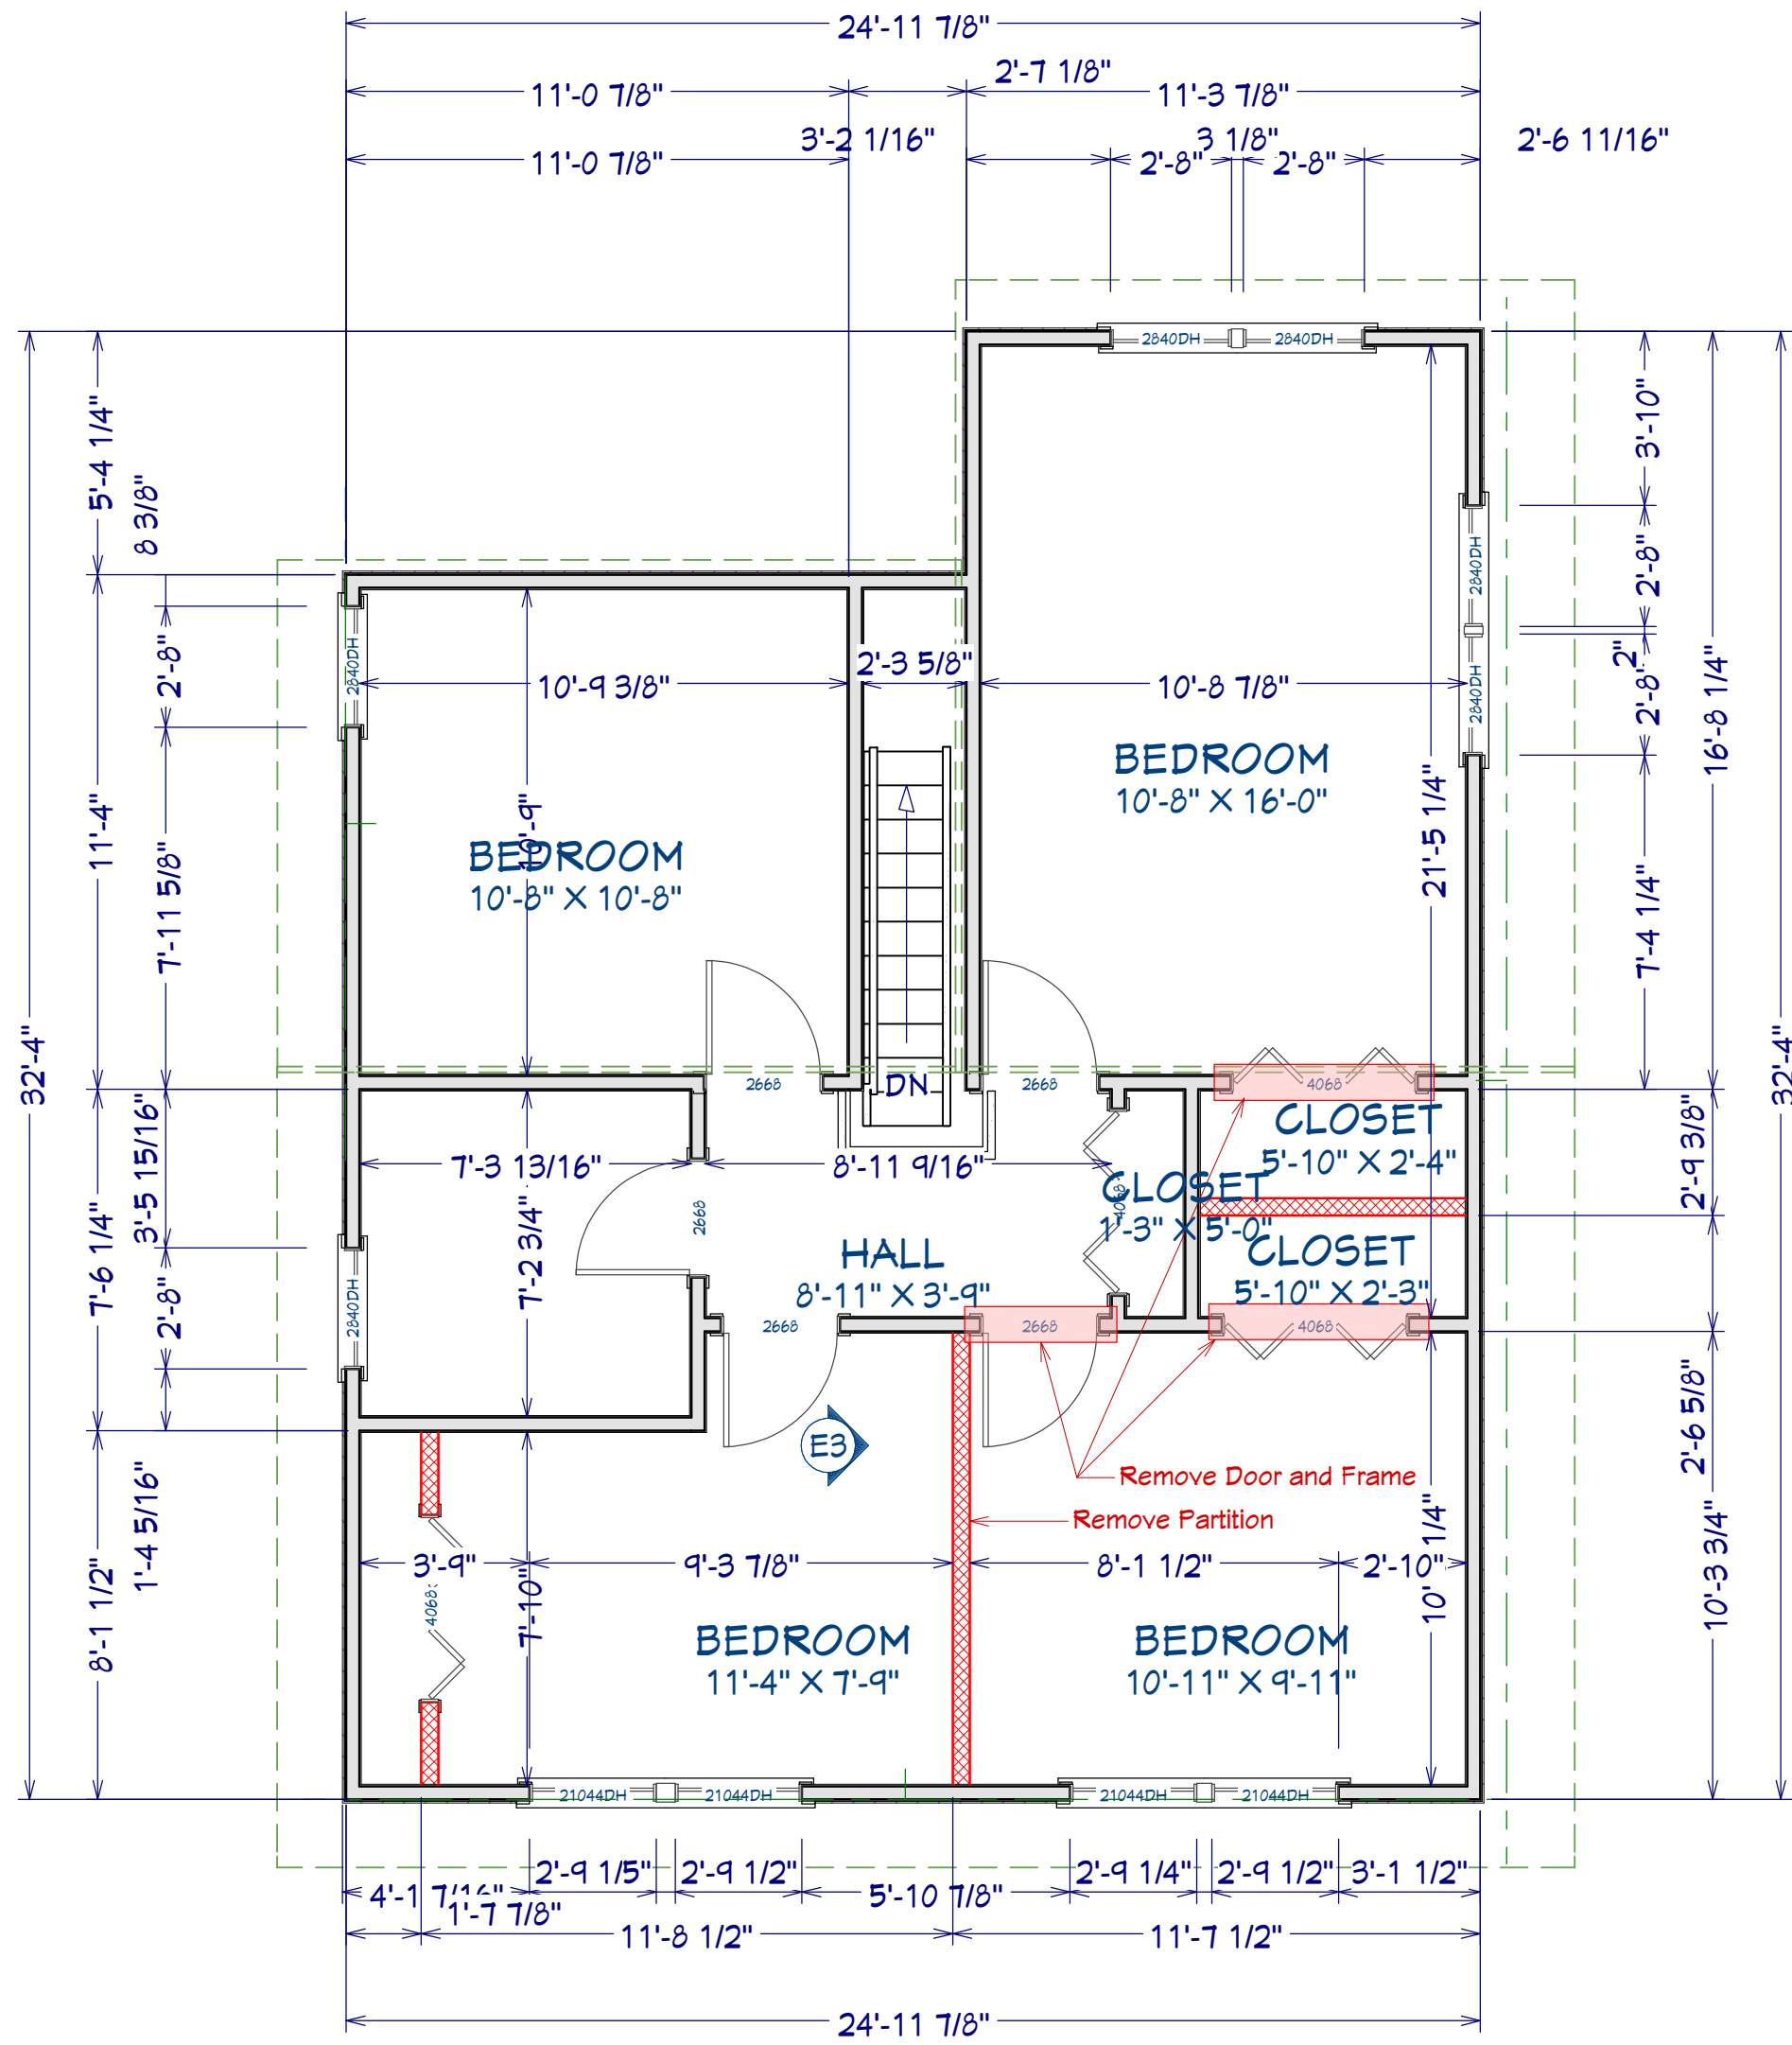 24'-11 7/8"
2'-7 1/8"
11'-0 7/8"
11'-3 7/8"
3'-2 1/16"
3 1/8"
2'-6 11/16"
11'-0 7/8"
2'-8"
2'-8"
2840DH
2840DH
5'-4 1/4"
8 3/8"
3'-10"
2'-8"
2840DH
2'-8"
2840DH
2'-3 5/8"
2"
2'-8"
2840DH
16'-8 1/4"
10'-9 3/8"
10'-8 7/8"
BEDROOM
10'-8" X 16'-0"
11'-4"
7'-11 5/8"
10'-9"
BEDROOM
10'-8" X 10'-8"
21'-5 1/4"
7'-4 1/4"
32'-4"
32'-4"
2668
DN
2668
4068
CLOSET
5'-10" X 2'-4"
3'-5 15/16"
7'-3 13/16"
8'-11 9/16"
2'-9 3/8"
CLOSET
1'-3" X 5'-0"
4068
2668
7'-6 1/4"
7'-2 3/4"
HALL
8'-11" X 3'-9"
CLOSET
5'-10" X 2'-3"
2'-8"
2840DH
2668
2668
4068
2'-6 5/8"
E3
Remove Door and Frame
Remove Partition
1'-4 5/16"
8'-1 1/2"
3'-9"
9'-3 7/8"
8'-1 1/2"
2'-10"
10'-1/4"
10'-3 3/4"
4068
7'-10"
BEDROOM
11'-4" X 7'-9"
BEDROOM
10'-11" X 9'-11"
21044DH
21044DH
21044DH
21044DH
2'-9 1/5"
2'-9 1/2"
2'-9 1/4"
2'-9 1/2"
3'-1 1/2"
4'-1 7/16"
5'-10 7/8"
1'-7 7/8"
11'-8 1/2"
11'-7 1/2"
24'-11 7/8"